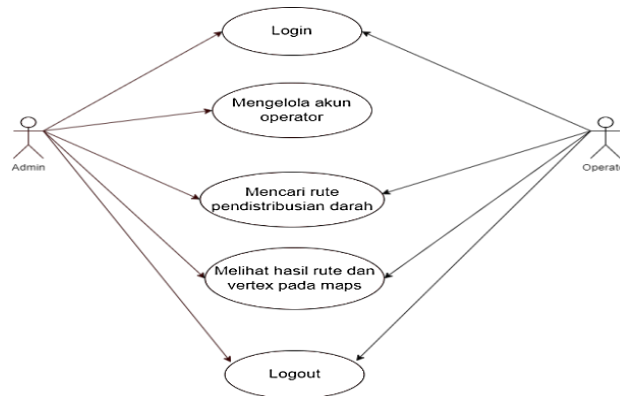 Login
Mengelola akun
operator
Admin
Mencari rute
pendistribusian darah
Melihat hasil rute dan
vertex pada maps
Logout